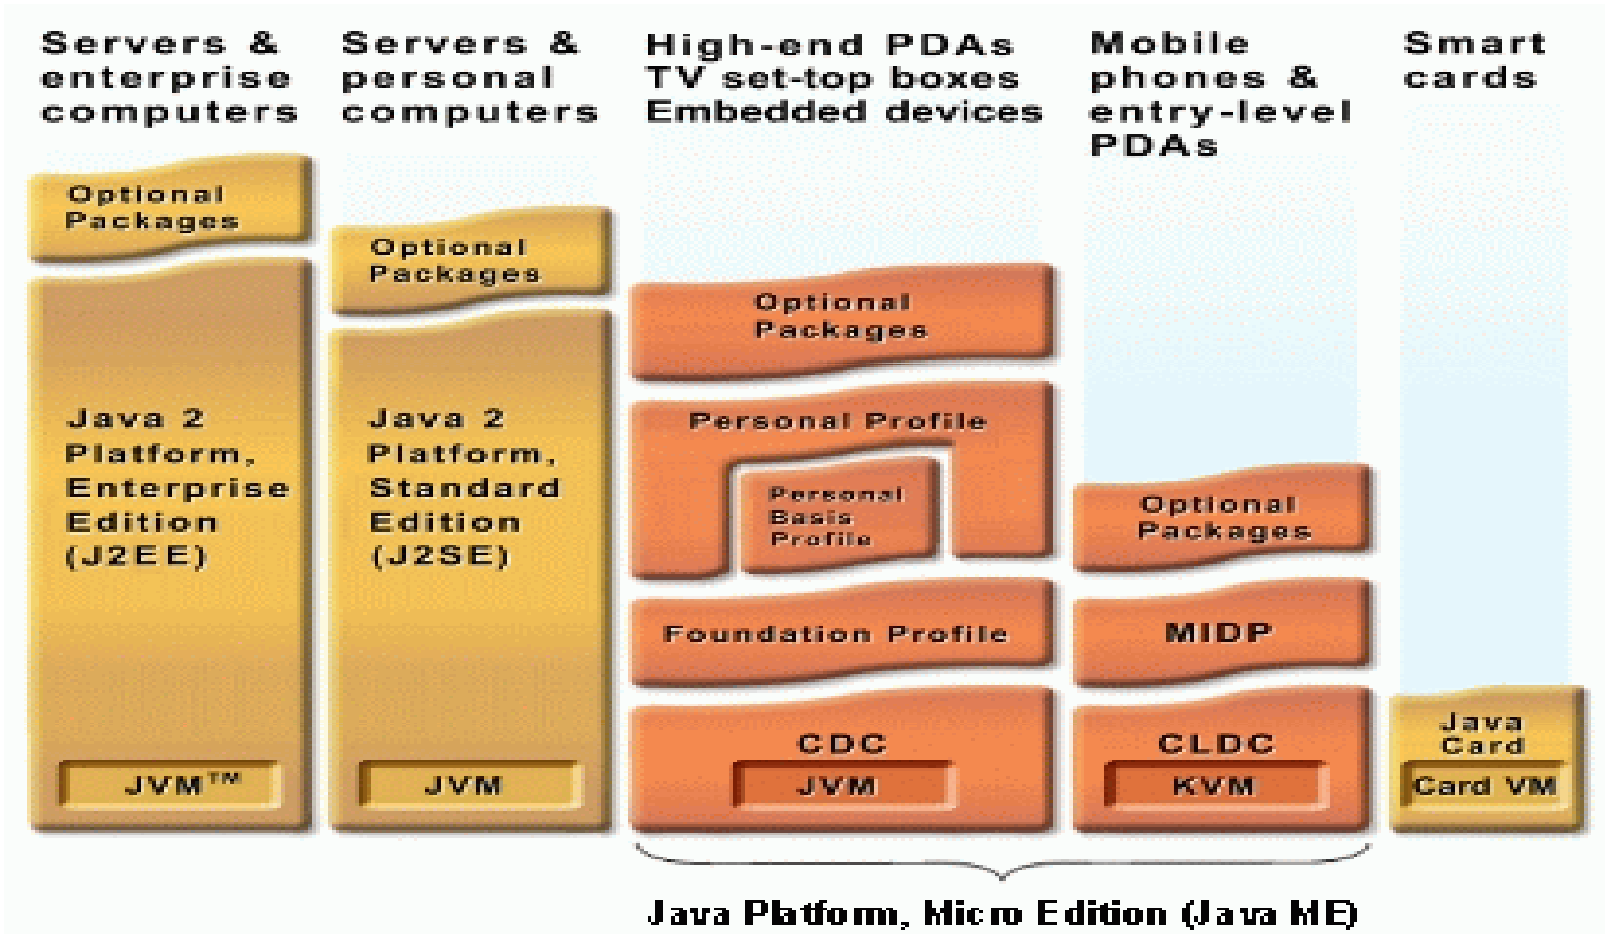 Servers &
enterprise
computers
Servers &
personal
computers
High-end PDAs
TV set-top boxes
Embedded devices
Mobile
phones &
entry-level
PDAs
Smart
cards
Optional
Packages
Java 2
Platform,
Enterprise
Edition
(J2EE)
JVM™
Optional
Packages
Java 2
Platform,
Standard
Edition
(J2SE)
JVM
Optional
Packages
Personal Profile
Personal
Basis
Profile
Foundation Profile
CDC
JVM
Optional
Packages
MIDP
CLDC
KVM
Java
Card
Card VM
Java Platform, Micro Edition (Java ME)